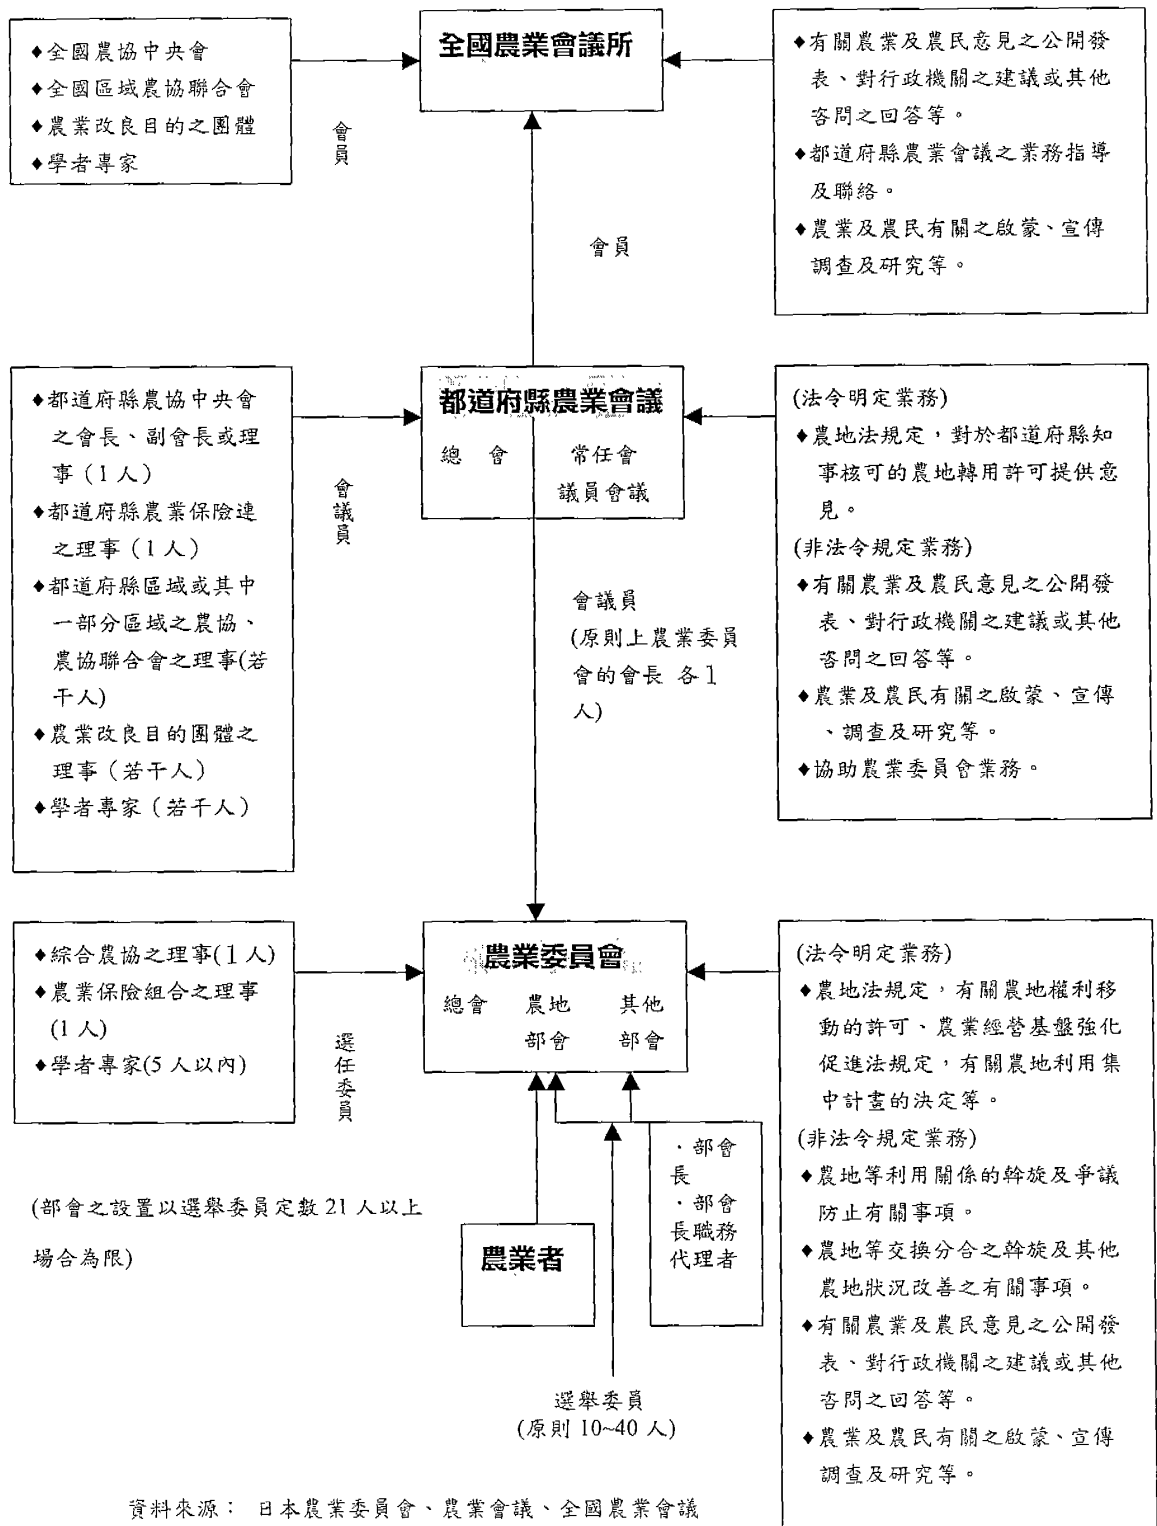 ◆全國農協中央會
◆全國區域農協聯合會
◆農業改良目的之團體
◆學者專家
會員
全國農業會議所
◆有關農業及農民意見之公開發
表、對行政機關之建議或其他
咨問之回答等。
◆都道府縣農業會議之業務指導
及聯絡。
◆農業及農民有關之啟蒙、宣傳
調查及研究等。
會員
◆都道府縣農協中央會
之會長、副會長或理
事（1人）
◆都道府縣農業保險連
之理事（1人）
◆都道府縣區域或其中
一部分區域之農協、
農協聯合會之理事(若
干人)
◆農業改良目的團體之
理事（若干人）
◆學者專家（若干人）
會議員
都道府縣農業會議
總 會 常任會
議員會議
(法令明定業務)
◆農地法規定，對於都道府縣知
事核可的農地轉用許可提供意
見。
(非法令規定業務)
◆有關農業及農民意見之公開發
表、對行政機關之建議或其他
咨問之回答等。
◆農業及農民有關之啟蒙、宣傳
、調查及研究等。
◆協助農業委員會業務。
會議員
(原則上農業委員
會的會長 各1
人)
◆綜合農協之理事(1人)
◆農業保險組合之理事
(1人)
◆學者專家(5人以內)
選任委員
農業委員會
總會 農地 其他
部會 部會
(法令明定業務)
◆農地法規定，有關農地權利移
動的許可、農業經營基盤強化
促進法規定，有關農地利用集
中計畫的決定等。
(非法令規定業務)
◆農地等利用關係的斡旋及爭議
防止有關事項。
◆農地等交換分合之斡旋及其他
農地狀況改善之有關事項。
◆有關農業及農民意見之公開發
表、對行政機關之建議或其他
咨問之回答等。
◆農業及農民有關之啟蒙、宣傳
調查及研究等。
(部會之設置以選舉委員定數21人以上
場合為限)
農業者
．部會
長
．部會
長職務
代理者
選舉委員
(原則10~40人)
資料來源： 日本農業委員會、農業會議、全國農業會議